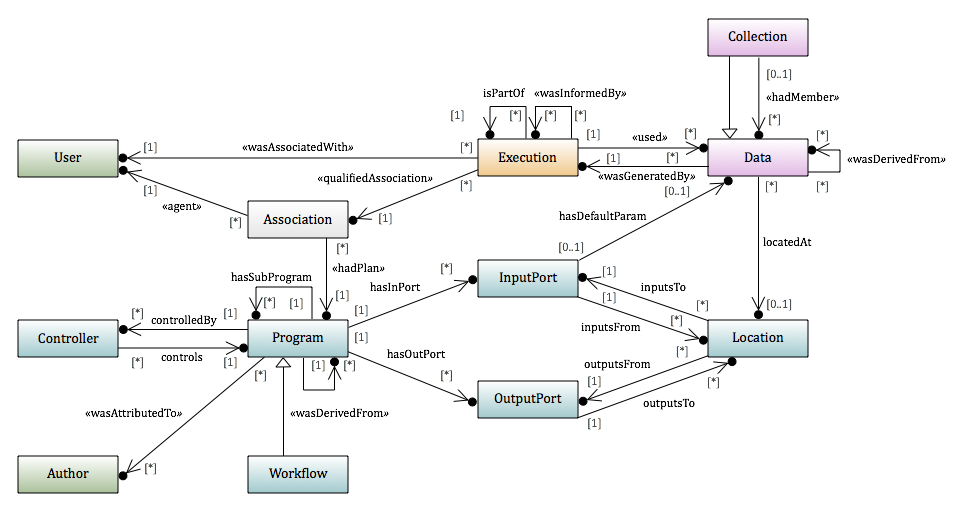 Collection
[0..1]
«hadMember»
[*]
isPartOf
«wasInformedBy»
[1]
[*]
[*]
[*]
[1]
«used»
[*]
[*]
User
[1]
«wasAssociatedWith»
[*]
Execution
[1]
[*]
Data
«wasDerivedFrom»
«qualifiedAssociation»
«wasGeneratedBy»
[*]
[*]
[*]
[1]
[0..1]
«agent»
[*]
Association
[1]
hasDefaultParam
[*]
[0..1]
locatedAt
«hadPlan»
hasSubProgram
hasInPort
[*]
InputPort
[1]
inputsTo
[*]
[1]
[1]
[1]
[*]
[0..1]
[*]
[1]
controlledBy
[1]
[*]
inputsFrom
Controller
Program
[1]
Location
[*]
controls
[1]
hasOutPort
[*]
[1]
[*]
[*]
outputsFrom
[*]
[1]
[*]
OutputPort
outputsTo
«wasAttributedTo»
«wasDerivedFrom»
[1]
Author
[*]
Workflow